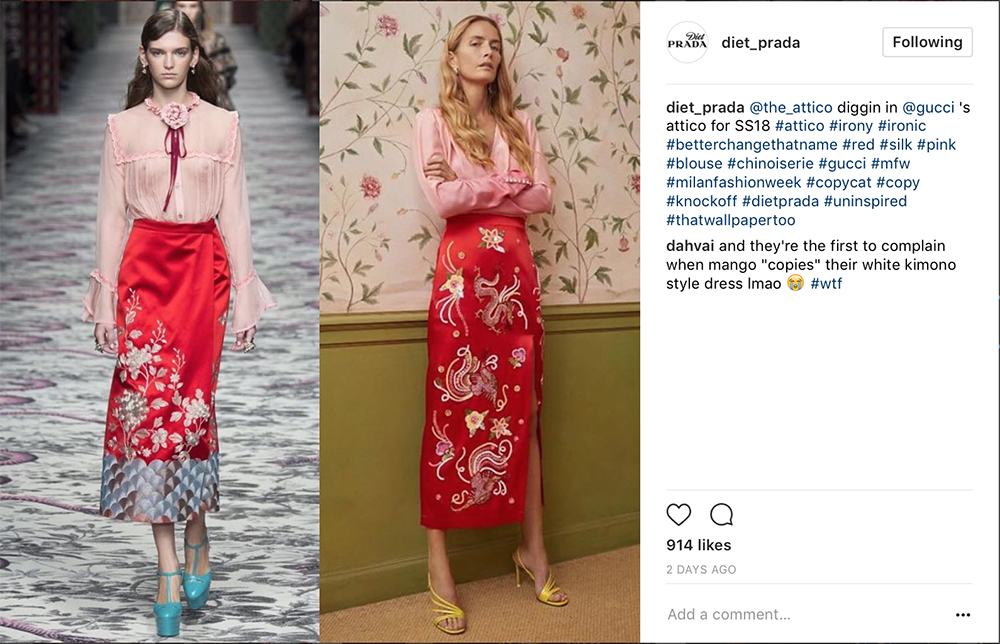 Diet
PRADA
diet_prada
Following
diet_prada @the_attico diggin in @gucci 's
attico for SS18 #attico #irony #ironic
#betterchangethatname #red #silk #pink
#blouse #chinoiserie #gucci #mfw
#milanfashionweek #copycat #copy
#knockoff #dietprada #uninspired
#thatwallpapertoo
dahvai and they're the first to complain
when mango "copies" their white kimono
style dress lmao 😭 #wtf
914 likes
2 DAYS AGO
Add a comment...